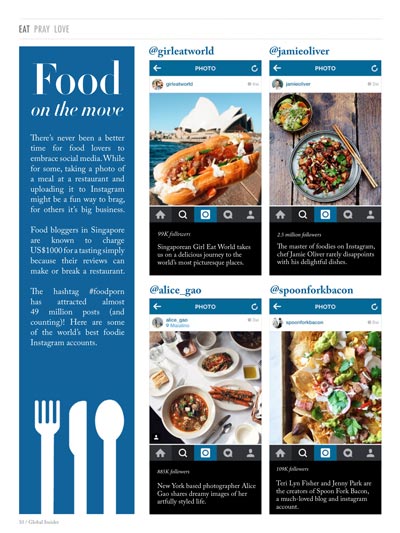 EAT PRAY LOVE
Food
on the move
There's never been a better
time for food lovers to
embrace social media. While
for some, taking a photo of
a meal at a restaurant and
uploading it to Instagram
might be a fun way to brag,
for others it's big business.
Food bloggers in Singapore
are known to charge
US$1000 for a tasting simply
because their reviews can
make or break a restaurant.
The hashtag #foodporn
has attracted almost
49 million posts (and
counting)! Here are some
of the world's best foodie
Instagram accounts.
@girleatworld
PHOTO
girleatworld
99K followers
Singaporean Girl Eat World takes
us on a delicious journey to the
world's most picturesque places.
@jamieoliver
PHOTO
jamieoliver
2.3 million followers
The master of foodies on Instagram,
chef Jamie Oliver rarely disappoints
with his delightful dishes.
@alice_gao
PHOTO
alice_gao
885K followers
New York based photographer Alice
Gao shares dreamy images of her
artfully styled life.
@spoonforkbacon
PHOTO
spoonforkbacon
109K followers
Teri Lyn Fisher and Jenny Park are
the creators of Spoon Fork Bacon,
a much-loved blog and instagram
account.
/ Global Insider